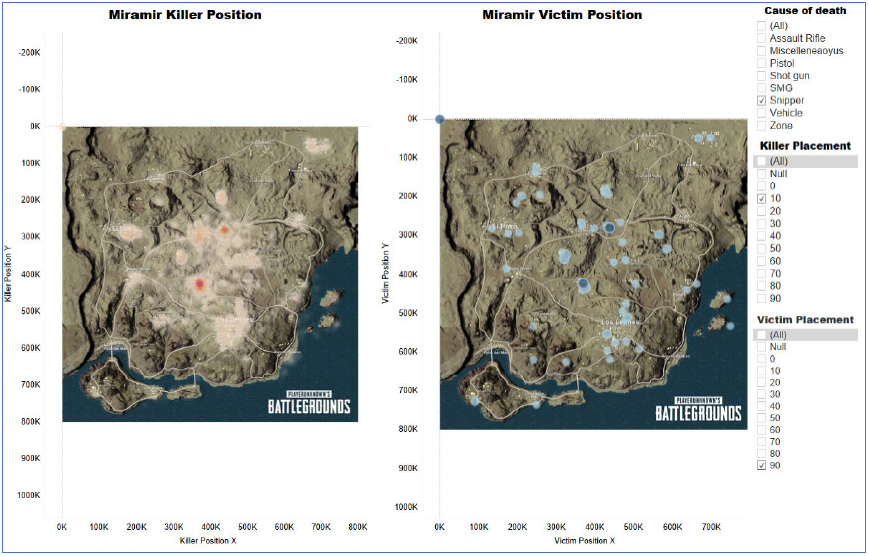 Miramir Killer Position
Miramir Victim Position
Cause of death
(All)
Assault Rifle
Miscelleneaoyus
Pistol
Shot gun
SMG
Snipper
Vehicle
Zone
Killer Placement
(All)
Null
0
10
20
30
40
50
60
70
80
90
Victim Placement
(All)
Null
0
10
20
30
40
50
60
70
80
90
Killer Position Y
-200K
-100K
0K
100K
200K
300K
400K
500K
600K
700K
800K
900K
1000K
PLAYERUNKNOWN'S
BATTLEGROUNDS
0K 100K 200K 300K 400K 500K 600K 700K 800K
Killer Position X
Victim Position Y
-200K
-100K
0K
100K
200K
300K
400K
500K
600K
700K
800K
900K
1000K
El Pozo
Los Leones
PLAYERUNKNOWN'S
BATTLEGROUNDS
0K 100K 200K 300K 400K 500K 600K 700K
Victim Position X